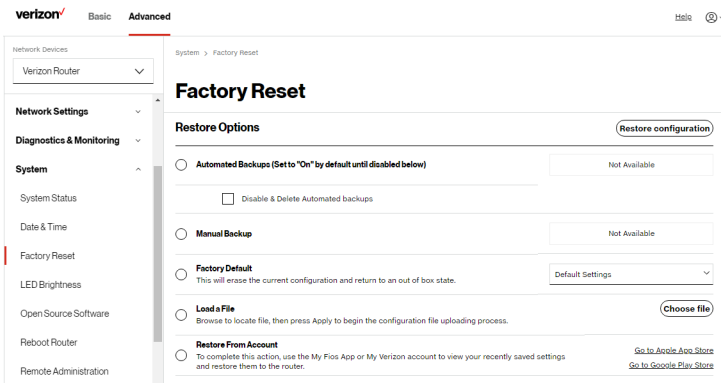 verizon✓
Basic
Advanced
Help
Network Devices
Verizon Router
Network Settings
Diagnostics & Monitoring
System
System Status
Date & Time
Factory Reset
LED Brightness
Open Source Software
Reboot Router
Remote Administration
System > Factory Reset
Factory Reset
Restore Options
Restore configuration
Automated Backups (Set to "On" by default until disabled below)
Not Available
Disable & Delete Automated backups
Manual Backup
Not Available
Factory Default
This will erase the current configuration and return to an out of box state.
Default Settings
Load a File
Browse to locate file, then press Apply to begin the configuration file uploading process.
Choose file
Restore From Account
To complete this action, use the My Fios App or My Verizon account to view your recently saved settings
and restore them to the router.
Go to Apple App Store
Go to Google Play Store